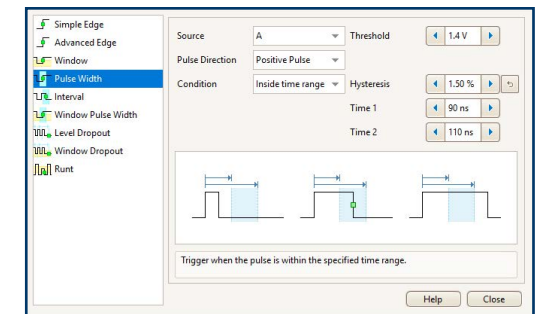 Simple Edge
Advanced Edge
Window
Pulse Width
Interval
Window Pulse Width
Level Dropout
Window Dropout
Runt
Source A Threshold 1.4 V
Pulse Direction Positive Pulse
Condition Inside time range Hysteresis 1.50 %
Time 1 90 ns
Time 2 110 ns
Trigger when the pulse is within the specified time range.
Help Close